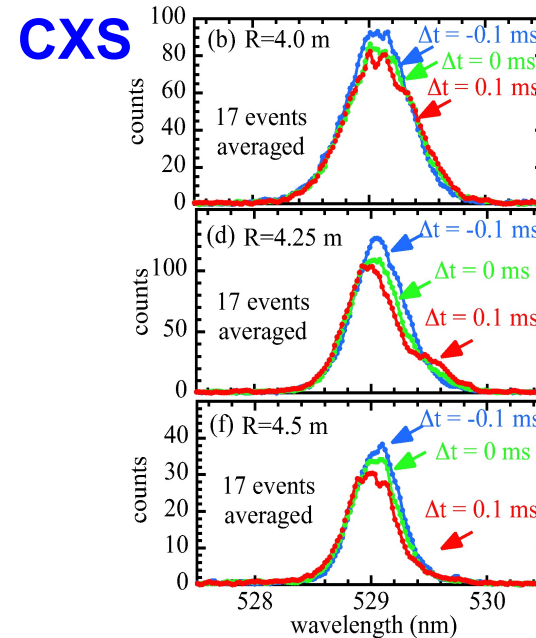 CXS
(b) R=4.0 m
Δt = -0.1 ms
Δt = 0 ms
Δt = 0.1 ms
17 events
averaged
counts
100
80
60
40
20
0
528
529
530
(d) R=4.25 m
Δt = -0.1 ms
Δt = 0 ms
Δt = 0.1 ms
17 events
averaged
counts
100
50
0
(f) R=4.5 m
Δt = -0.1 ms
Δt = 0 ms
Δt = 0.1 ms
17 events
averaged
counts
40
30
20
10
0
528
529
530
wavelength (nm)